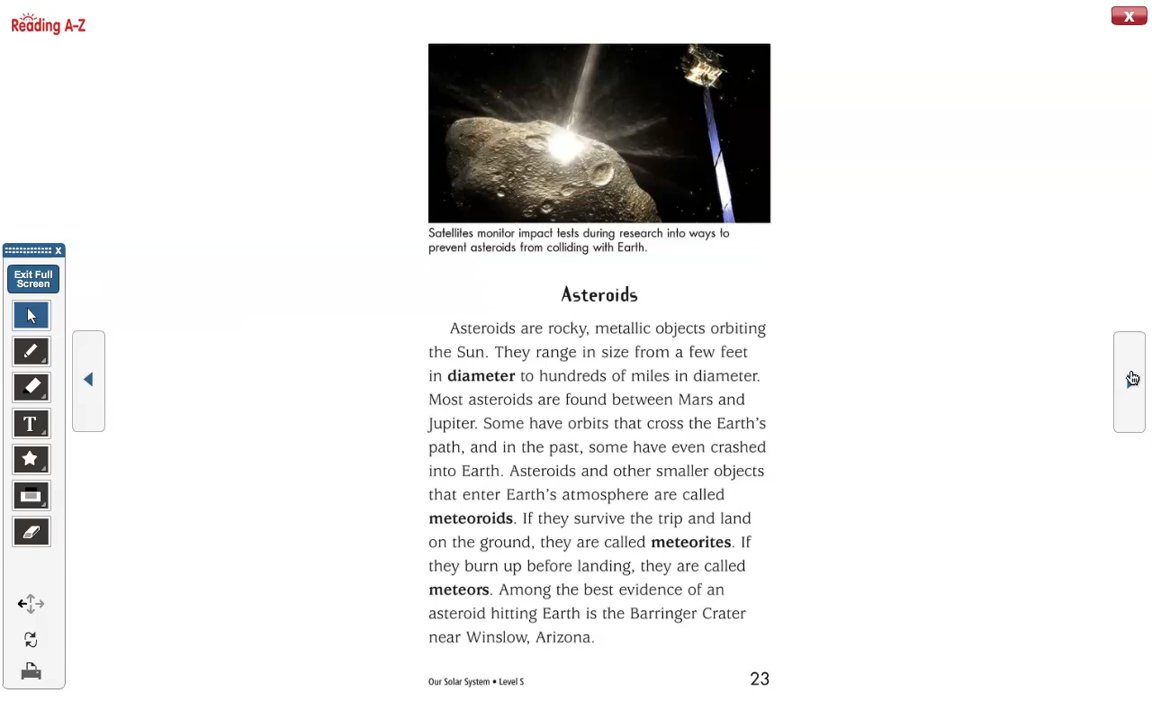 Reading A-Z
X
Satellites monitor impact tests during research into ways to
prevent asteroids from colliding with Earth.
Asteroids
Asteroids are rocky, metallic objects orbiting
the Sun. They range in size from a few feet
in diameter to hundreds of miles in diameter.
Most asteroids are found between Mars and
Jupiter. Some have orbits that cross the Earth's
path, and in the past, some have even crashed
into Earth. Asteroids and other smaller objects
that enter Earth's atmosphere are called
meteoroids. If they survive the trip and land
on the ground, they are called meteorites. If
they burn up before landing, they are called
meteors. Among the best evidence of an
asteroid hitting Earth is the Barringer Crater
near Winslow, Arizona.
Our Solar System • Level S
23
x
Exit Full
Screen
T